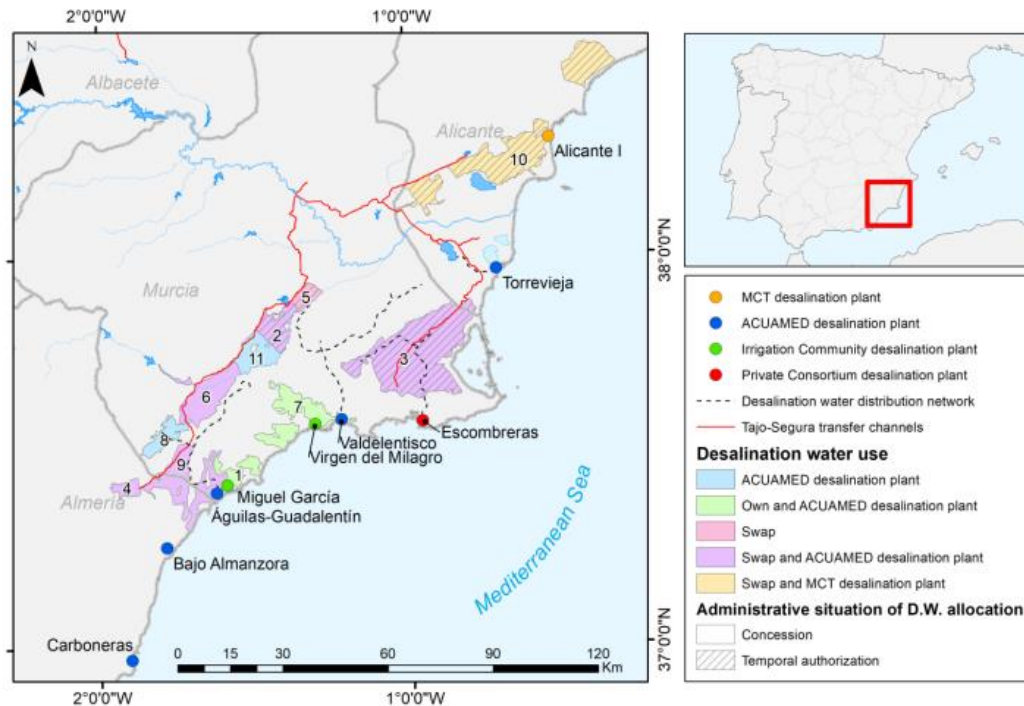 2°0'0"W
1°0'0"W
N
Albacete
Alicante
10
Alicante I
38°0'0"N
Torrevieja
Murcia
5
2
11
3
6
7
8
Valdelentisco
Escombreras
Virgen del Milagro
9
1
4
Miguel García
Almería
Águilas-Guadalentín
Bajo Almanzora
Mediterranean Sea
Carboneras
37°0'0"N
0
15
30
60
90
120
Km
2°0'0"W
1°0'0"W
MCT desalination plant
ACUAMED desalination plant
Irrigation Community desalination plant
Private Consortium desalination plant
Desalination water distribution network
Tajo-Segura transfer channels
Desalination water use
ACUAMED desalination plant
Own and ACUAMED desalination plant
Swap
Swap and ACUAMED desalination plant
Swap and MCT desalination plant
Administrative situation of D.W. allocation
Concession
Temporal authorization